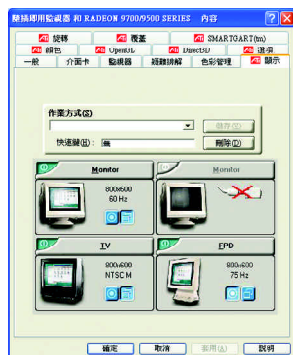 隨插即用監視器 和 RADEON 9700/9500 SERIES 內容
旋轉 覆蓋 SMARTGART(tm)
顏色 OpenGL Direct3D 選項
一般 介面卡 監視器 疑難排解 色彩管理 顯示
作業方式(S)
儲存(V)
快速鍵(H): 無 刪除(D)
Monitor Monitor
800x600
60 Hz
TV FPD
800x600 800x600
NTSC M 75 Hz
確定 取消 套用(A) 說明